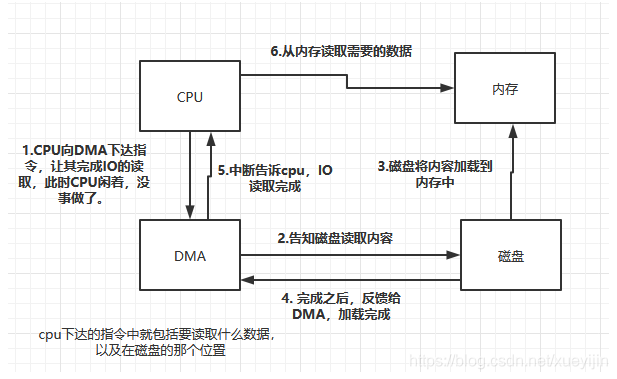 6.从内存读取需要的数据
CPU
内存
1.CPU向DMA下达指
令，让其完成IO的读
取，此时CPU闲着，没
事做了。
5.中断告诉cpu，IO
读取完成
3.磁盘将内容加载到
内存中
DMA
2.告知磁盘读取内容
磁盘
4. 完成之后，反馈给
DMA，加载完成
cpu下达的指令中就包括要读取什么数据，
以及在磁盘的那个位置
https://blog.csdn.net/xueyijin